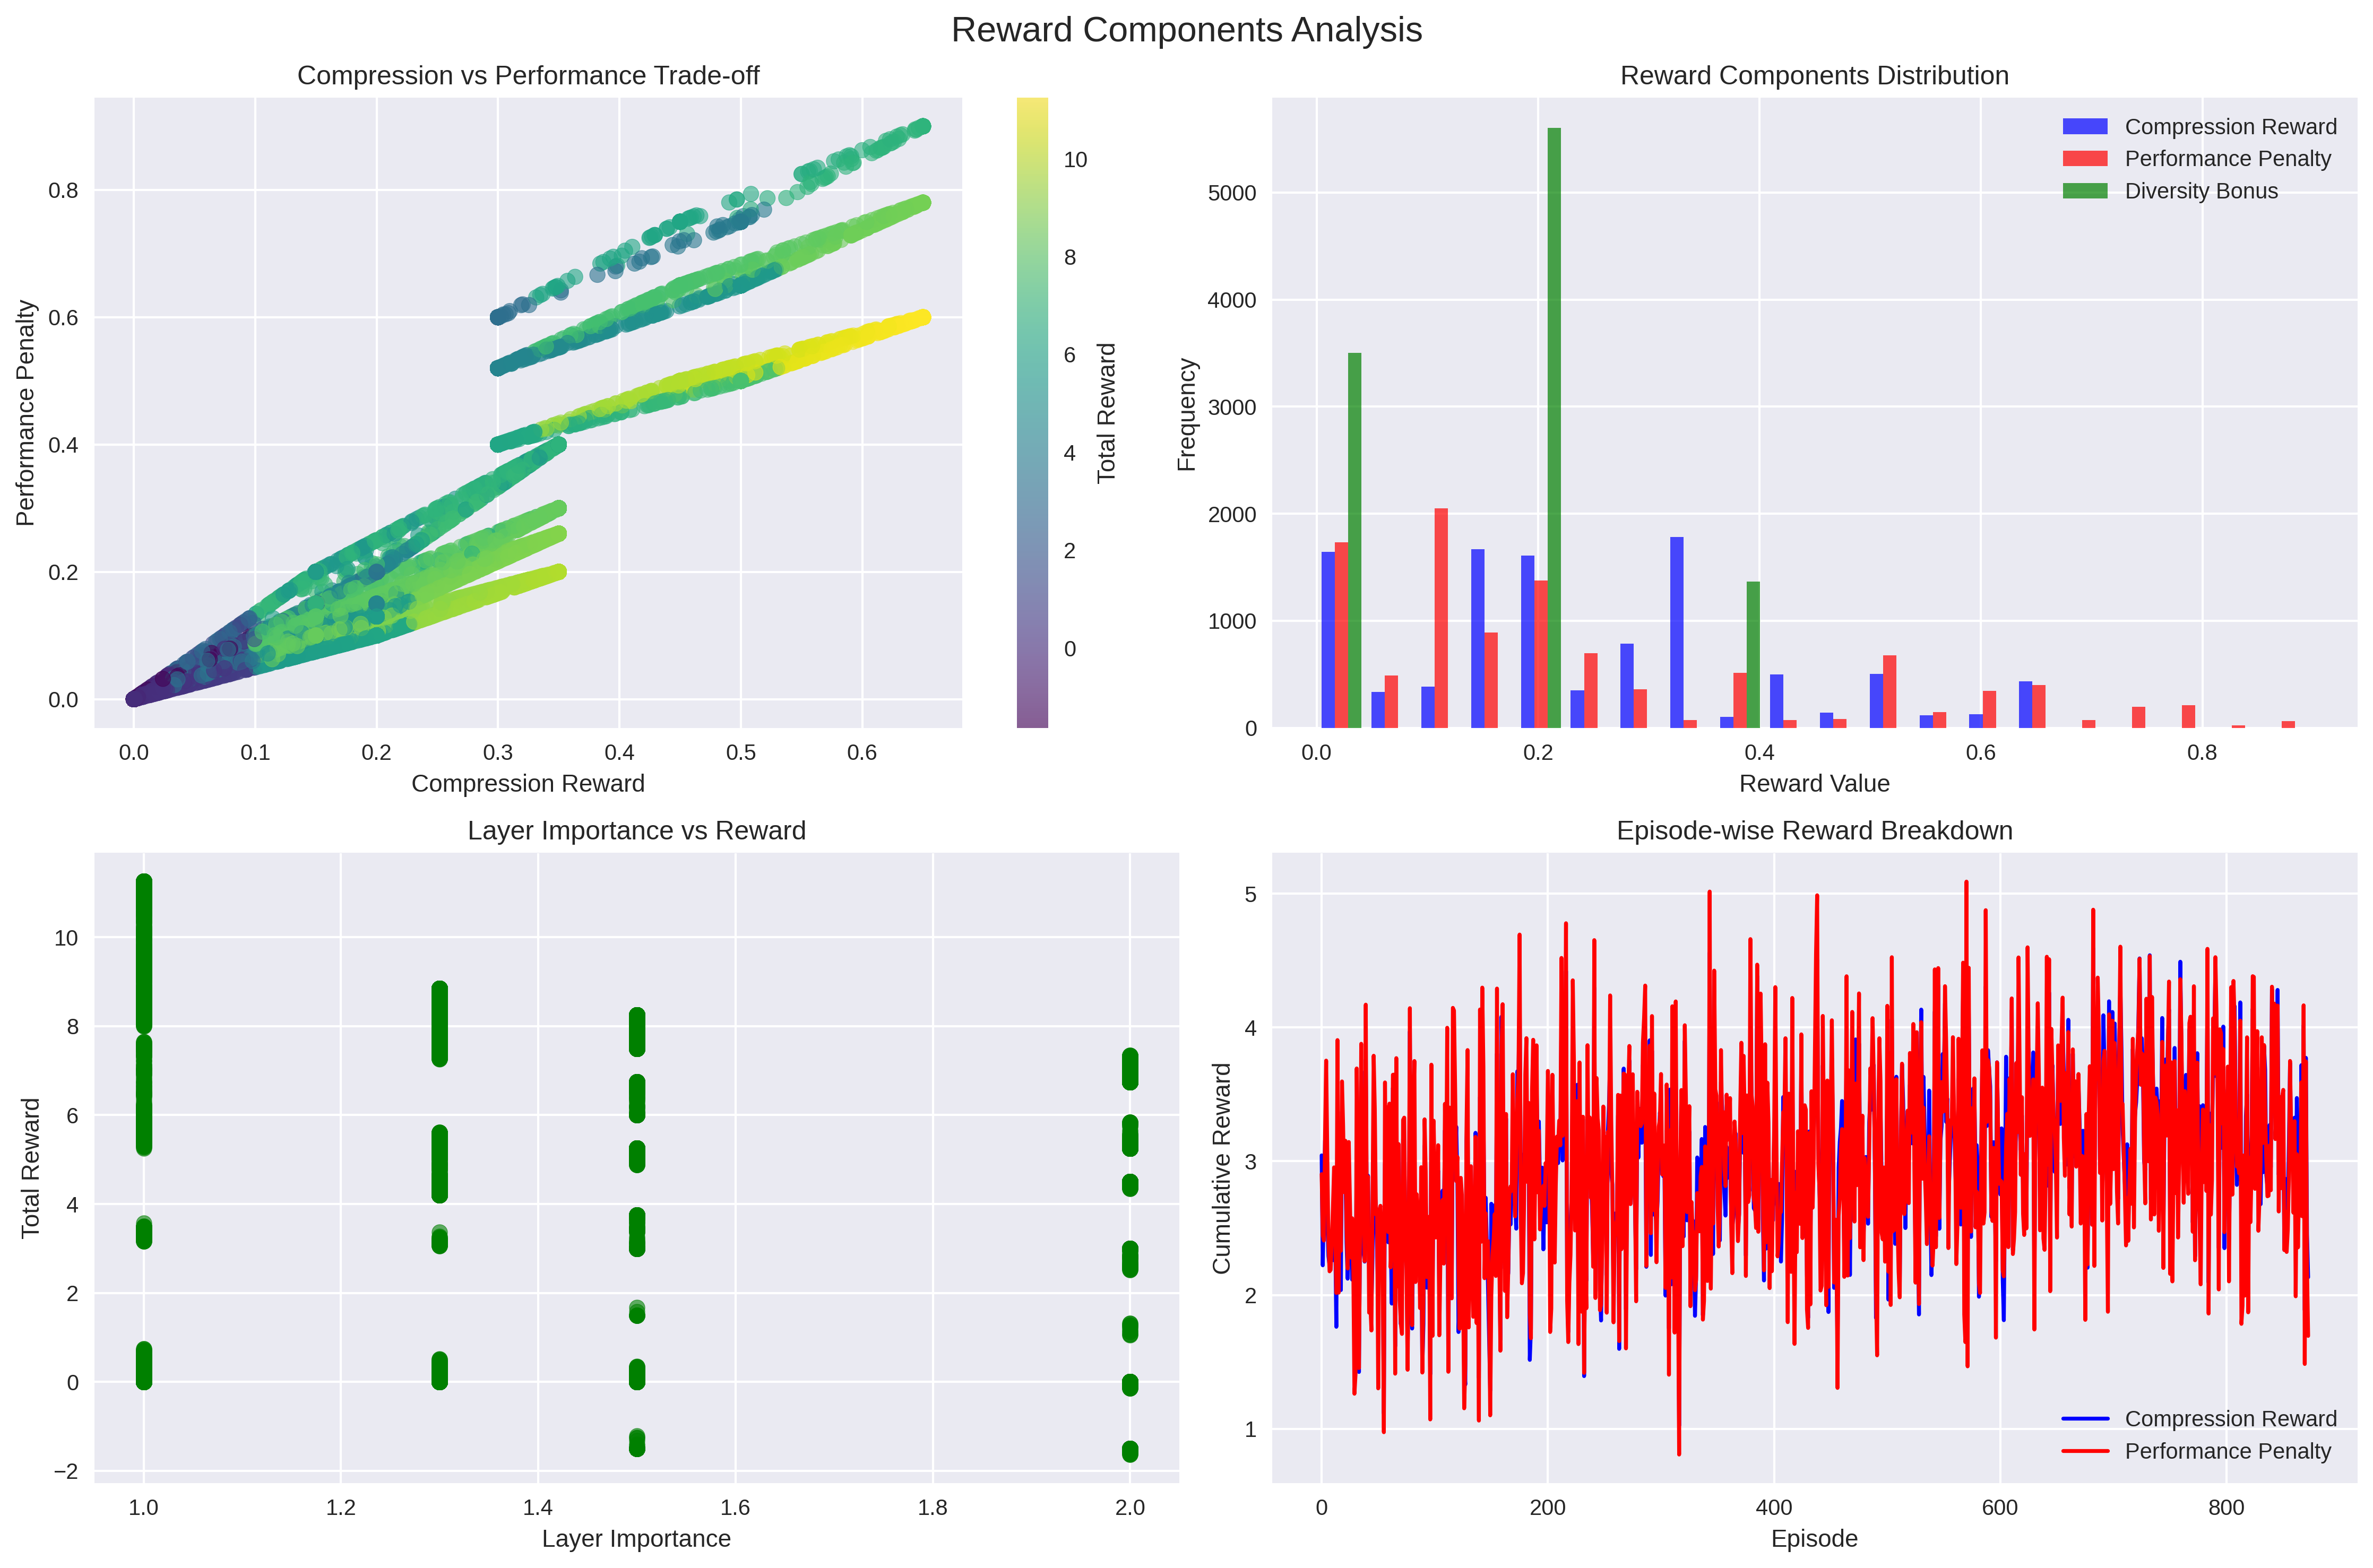 Reward Components Analysis
Compression vs Performance Trade-off
Performance Penalty
0.8
0.6
0.4
0.2
0.0
0.0 0.1 0.2 0.3 0.4 0.5 0.6
Compression Reward
10
8
6
4
2
0
Total Reward
Reward Components Distribution
Compression Reward
Performance Penalty
Diversity Bonus
Frequency
5000
4000
3000
2000
1000
0
0.0 0.2 0.4 0.6 0.8
Reward Value
Layer Importance vs Reward
Total Reward
10
8
6
4
2
0
−2
1.0 1.2 1.4 1.6 1.8 2.0
Layer Importance
Episode-wise Reward Breakdown
Cumulative Reward
5
4
3
2
1
Compression Reward
Performance Penalty
0 200 400 600 800
Episode